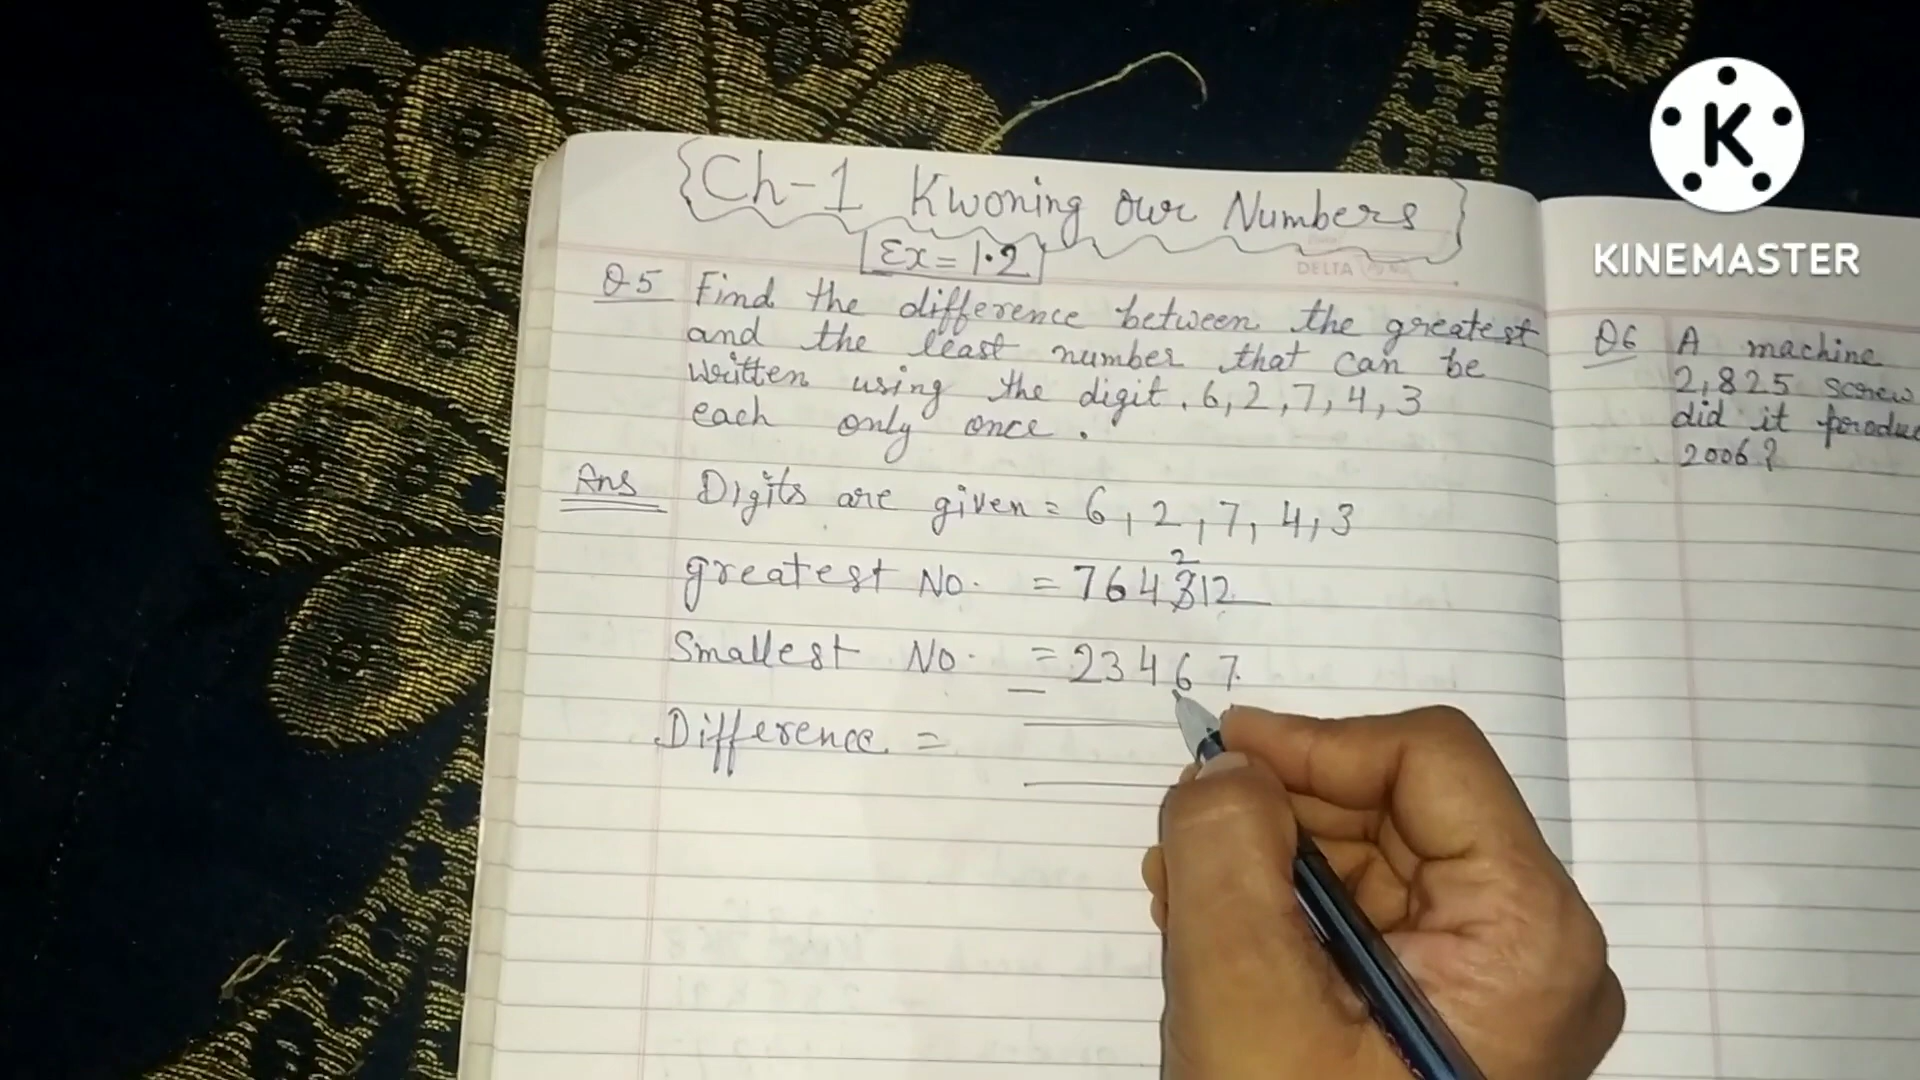 Ch-1 Kwoning Our Numbers
Ex = 1.2
DELTA
Q5 Find the difference between the greatest
and the least number that can be
written using the digit. 6, 2, 7, 4, 3
each only once.
Ans Digits are given = 6, 2, 7, 4, 3
2
greatest No. = 764312
Smallest No. = 23467
Difference =
Q6 A machine
2,825 screw
did it produc
2006?
K
KINEMASTER